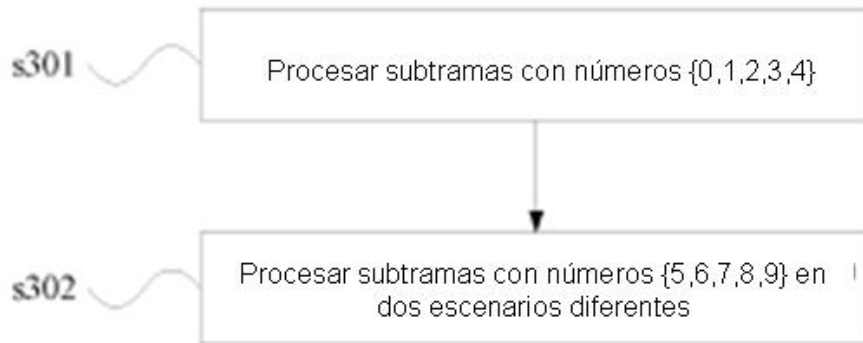 s301
Procesar subtramas con números {0,1,2,3,4}
s302
Procesar subtramas con números {5,6,7,8,9} en
dos escenarios diferentes